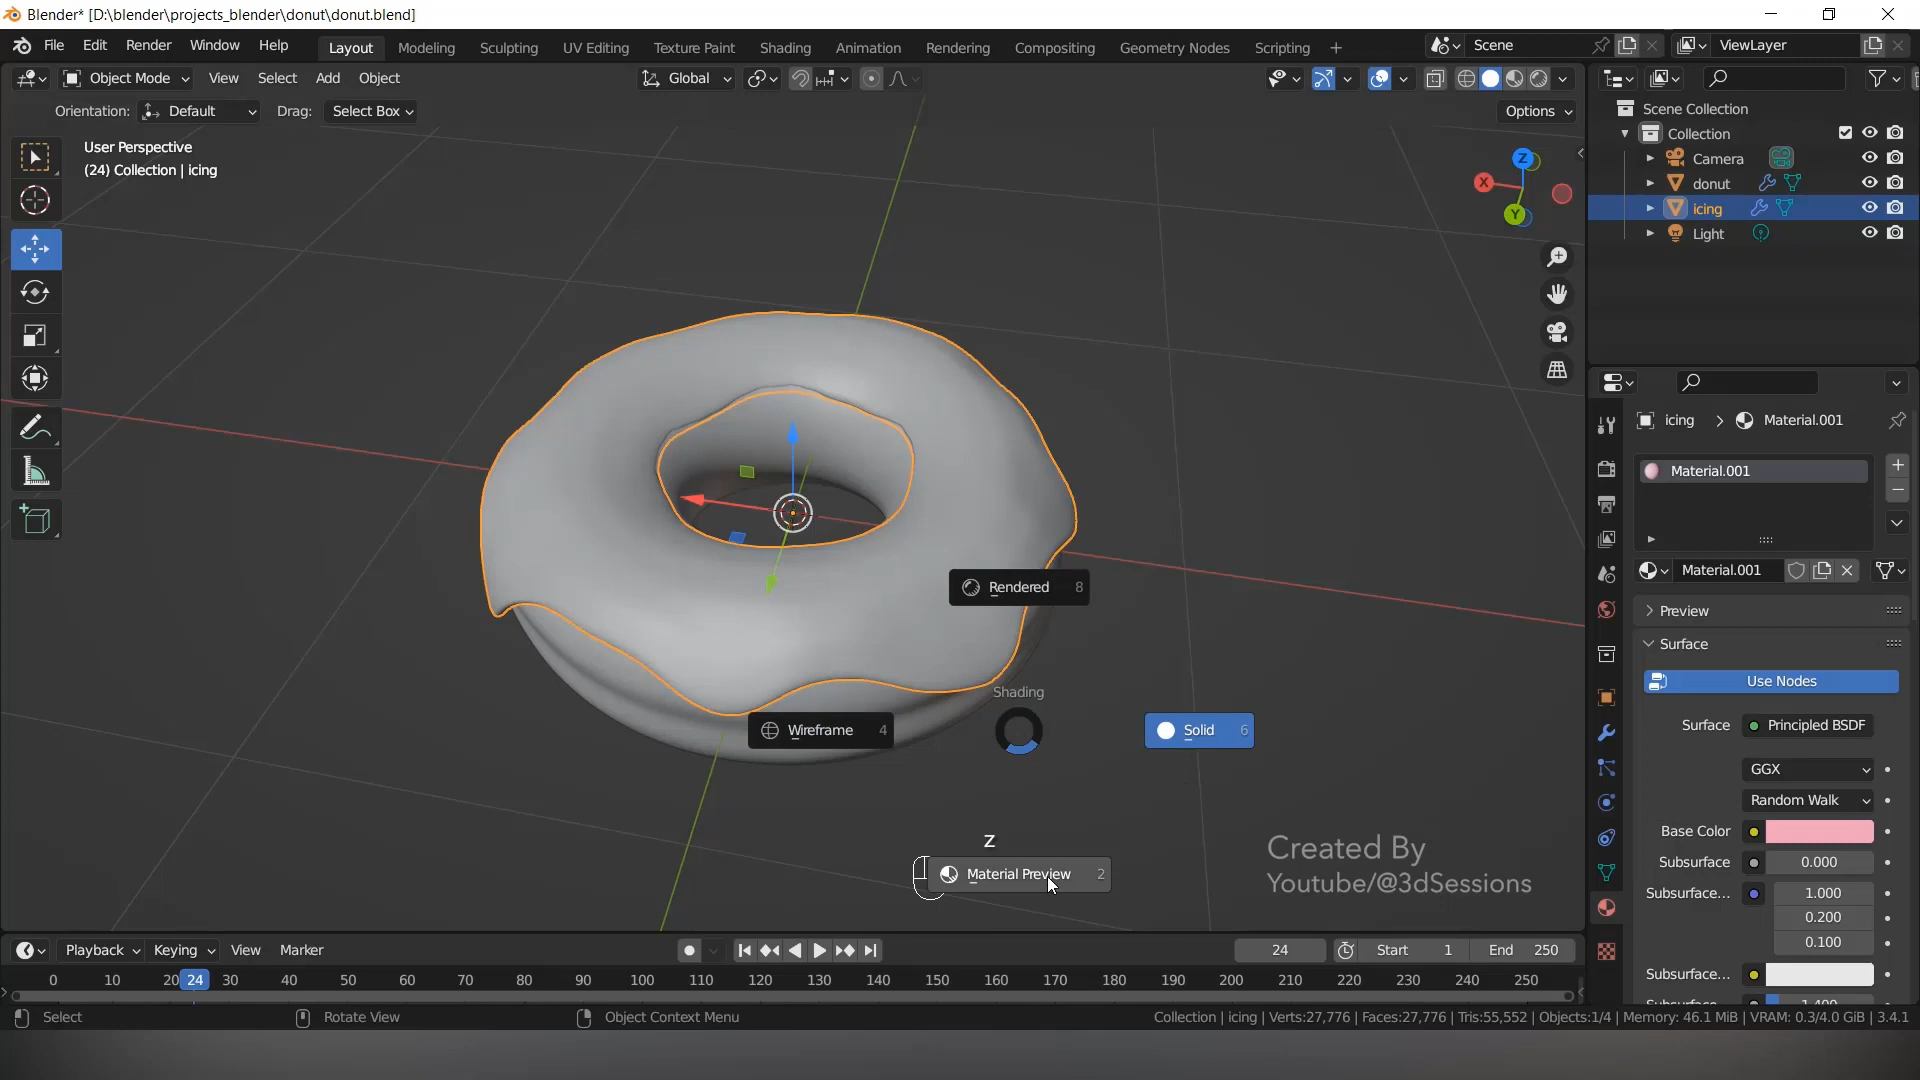 Blender* [D:\blender\projects_blender\donut\donut.blend]
File Edit Render Window Help Layout Modeling Sculpting UV Editing Texture Paint Shading Animation Rendering Compositing Geometry Nodes Scripting + Scene ViewLayer
Object Mode View Select Add Object Global
Orientation: Default Drag: Select Box Options
User Perspective
(24) Collection | icing
Z
X
Y
Scene Collection
Collection
Camera
donut
icing
Light
icing > Material.001
Material.001
Material.001
Preview
Surface
Use Nodes
Surface Principled BSDF
GGX
Random Walk
Base Color
Subsurface 0.000
Subsurface... 1.000
0.200
0.100
Subsurface...
Rendered 8
Shading
Wireframe 4
Solid 6
Z
Material Preview 2
Created By
Youtube/@3dSessions
Playback Keying View Marker 24 Start 1 End 250
0 10 20 24 30 40 50 60 70 80 90 100 110 120 130 140 150 160 170 180 190 200 210 220 230 240 250
Select Rotate View Object Context Menu Collection | icing | Verts:27,776 | Faces:27,776 | Tris:55,552 | Objects:1/4 | Memory: 46.1 MiB | VRAM: 0.3/4.0 GiB | 3.4.1